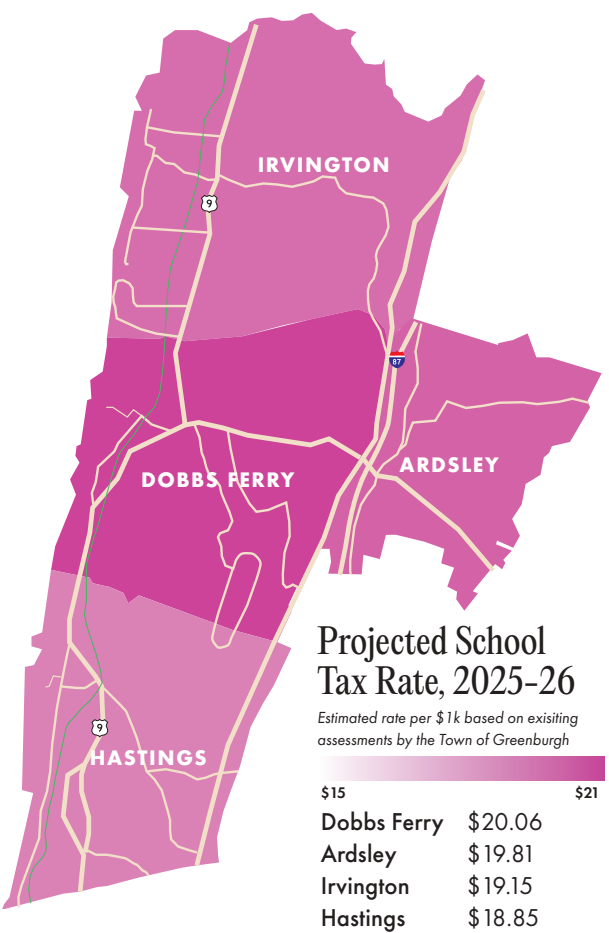 IRVINGTON
9
87
ARDSLEY
DOBBS FERRY
9
HASTINGS
Projected School
Tax Rate, 2025-26
Estimated rate per $1k based on exisiting
assessments by the Town of Greenburgh
$15 $21
Dobbs Ferry $20.06
Ardsley $19.81
Irvington $19.15
Hastings $18.85